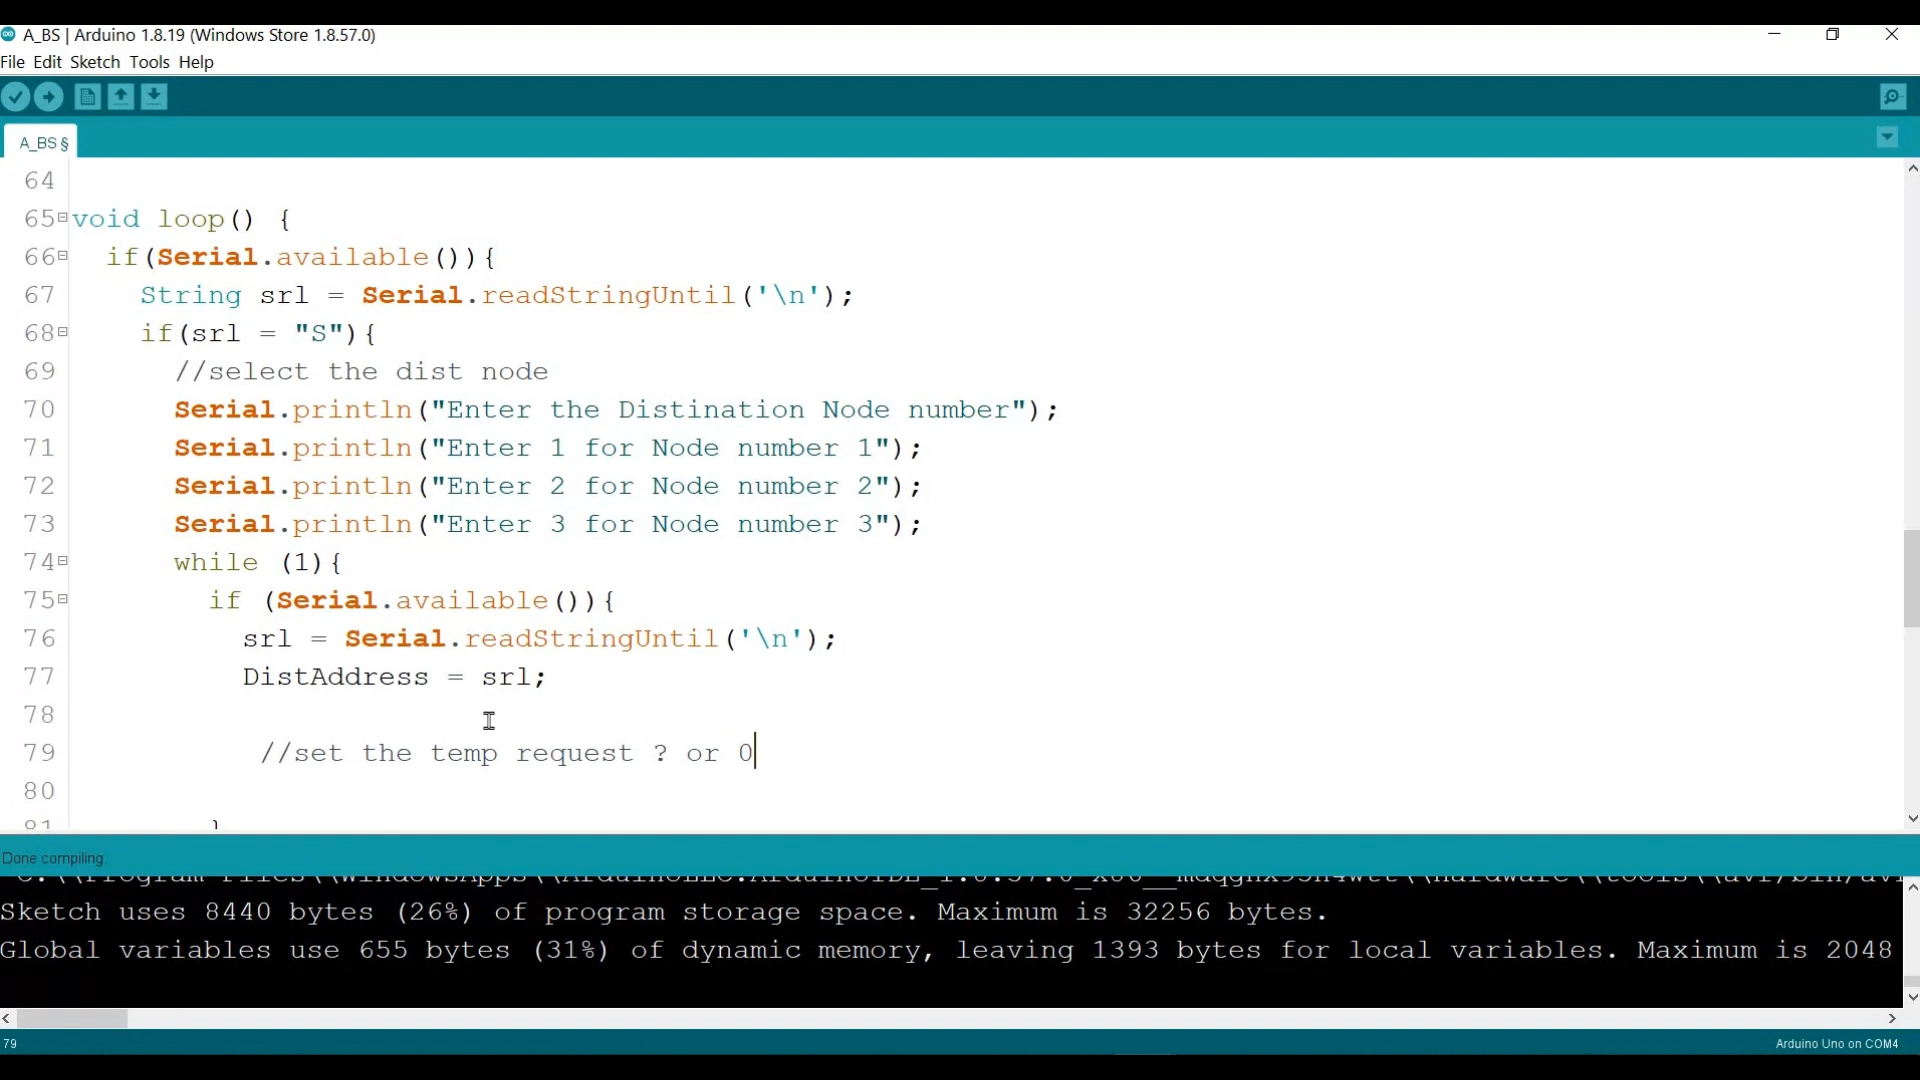 A_BS | Arduino 1.8.19 (Windows Store 1.8.57.0)
File Edit Sketch Tools Help
A_BS §
64
65 void loop() {
66 if(Serial.available()){
67 String srl = Serial.readStringUntil('\n');
68 if(srl = "S"){
69 //select the dist node
70 Serial.println("Enter the Distination Node number");
71 Serial.println("Enter 1 for Node number 1");
72 Serial.println("Enter 2 for Node number 2");
73 Serial.println("Enter 3 for Node number 3");
74 while (1){
75 if (Serial.available()){
76 srl = Serial.readStringUntil('\n');
77 DistAddress = srl;
78
79 //set the temp request ? or 0
80
81 }
Done compiling.
Sketch uses 8440 bytes (26%) of program storage space. Maximum is 32256 bytes.
Global variables use 655 bytes (31%) of dynamic memory, leaving 1393 bytes for local variables. Maximum is 2048
79
Arduino Uno on COM4